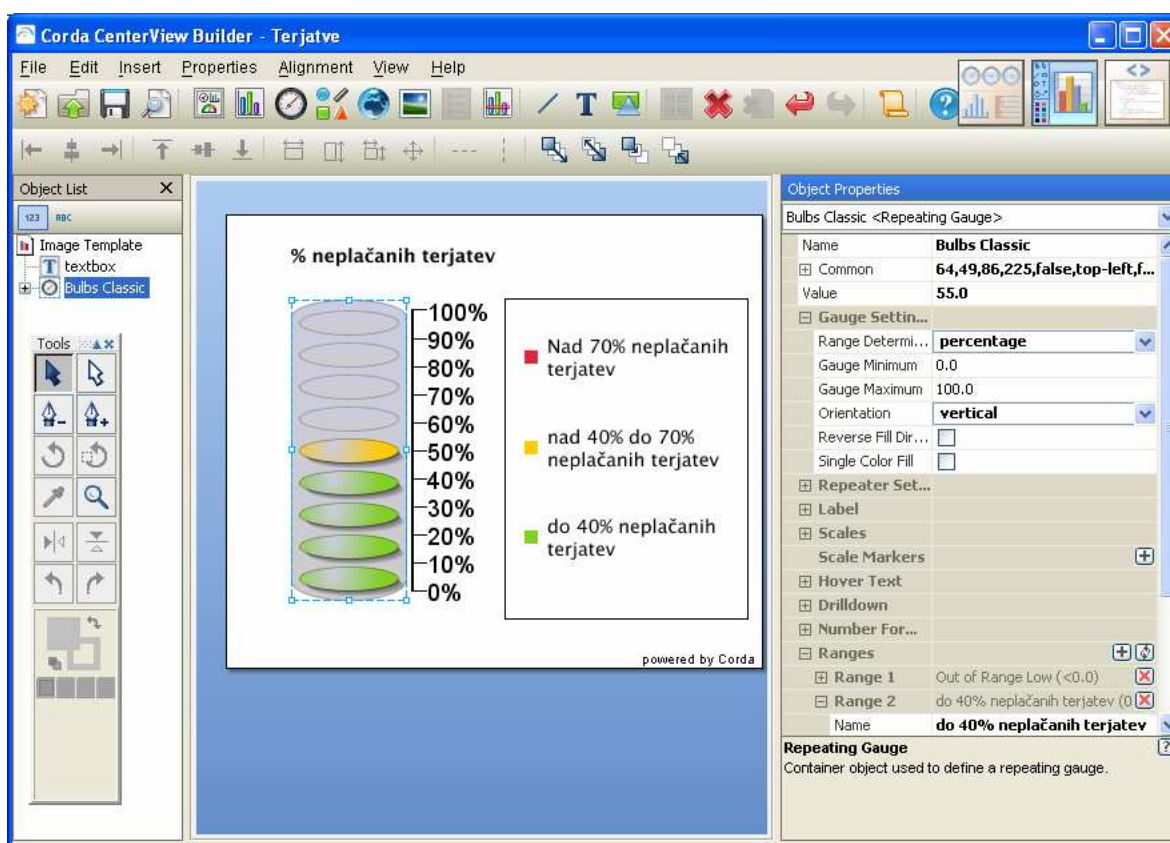 Corda CenterView Builder - Terjatve
File Edit Insert Properties Alignment View Help
Object List
123 ABC
Image Template
textbox
Bulbs Classic
Tools
% neplačanih terjatev
100%
90%
80%
70%
60%
50%
40%
30%
20%
10%
0%
Nad 70% neplačanih
terjatev
nad 40% do 70%
neplačanih terjatev
do 40% neplačanih
terjatev
powered by Corda
Object Properties
Bulbs Classic <Repeating Gauge>
Name Bulbs Classic
Common 64,49,86,225,false,top-left,f...
Value 55.0
Gauge Settin...
Range Determi... percentage
Gauge Minimum 0.0
Gauge Maximum 100.0
Orientation vertical
Reverse Fill Dir...
Single Color Fill
Repeater Set...
Label
Scales
Scale Markers
Hover Text
Drilldown
Number For...
Ranges
Range 1 Out of Range Low (<0.0)
Range 2 do 40% neplačanih terjatev (0
Name do 40% neplačanih terjatev
Repeating Gauge
Container object used to define a repeating gauge.